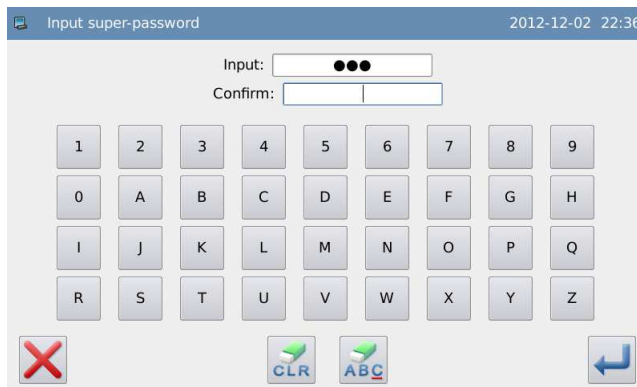 Input super-password 2012-12-02 22:36
Input: ●●●
Confirm:
1 2 3 4 5 6 7 8 9
0 A B C D E F G H
I J K L M N O P Q
R S T U V W X Y Z
CLR ABC